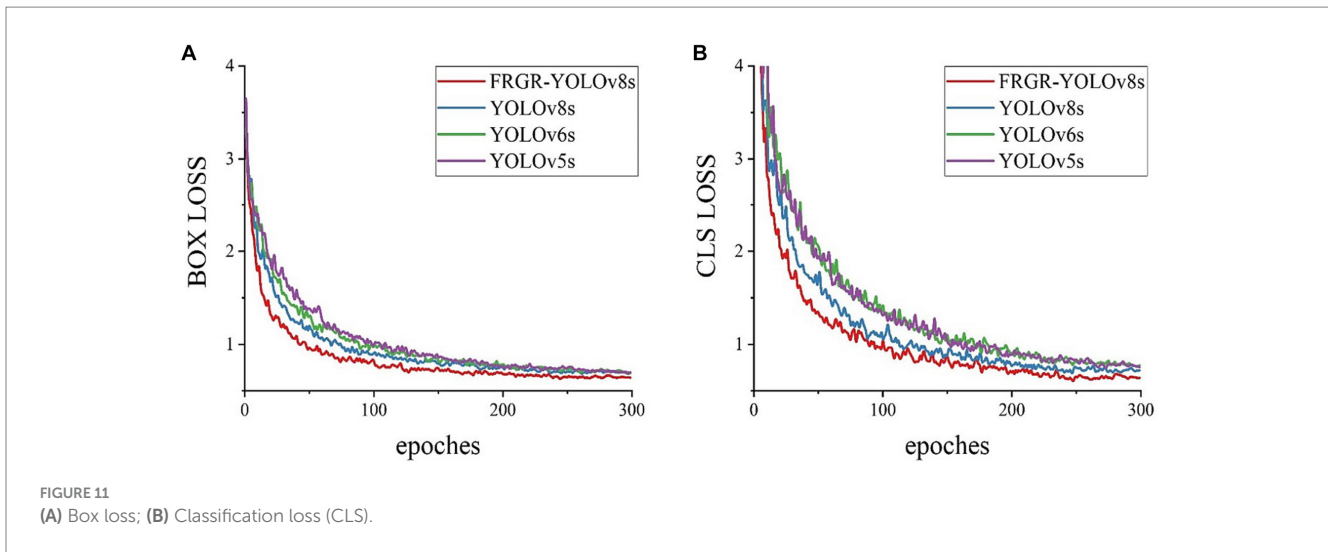 A
4
3
2
1
BOX LOSS
FRGR-YOLOv8s
YOLOv8s
YOLOv6s
YOLOv5s
0
100
200
300
epoches
B
4
3
2
1
CLS LOSS
FRGR-YOLOv8s
YOLOv8s
YOLOv6s
YOLOv5s
0
100
200
300
epoches
FIGURE 11
(A) Box loss; (B) Classification loss (CLS).